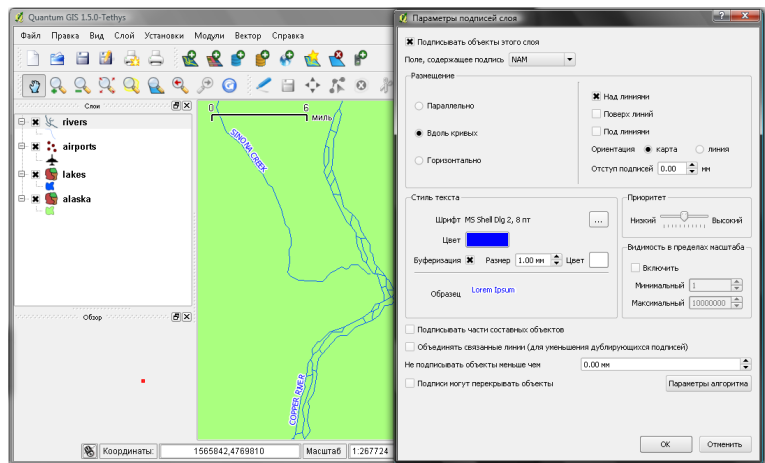 Quantum GIS 1.5.0-Tethys
Файл Правка Вид Слой Установки Модули Вектор Справка
Слои
rivers
airports
lakes
alaska
Обзор
0 6
миль
SINONA CREEK
COPPER RIVER
Координаты: 1565842,4769810 Масштаб 1:267724
Параметры подписей слоя
Подписывать объекты этого слоя
Поле, содержащее подпись NAM
Размещение
Параллельно
Вдоль кривых
Горизонтально
Над линиями
Поверх линий
Под линиями
Ориентация карта линия
Отступ подписей 0.00 мм
Стиль текста
Шрифт MS Shell Dlg 2, 8 пт ...
Цвет
Буферизация Размер 1.00 мм Цвет
Образец Lorem Ipsum
Приоритет
Низкий Высокий
Видимость в пределах масштаба
Включить
Минимальный 1
Максимальный 10000000
Подписывать части составных объектов
Объединять связанные линии (для уменьшения дублирующихся подписей)
Не подписывать объекты меньше чем 0.00 мм
Подписи могут перекрывать объекты Параметры алгоритма
OK Отменить